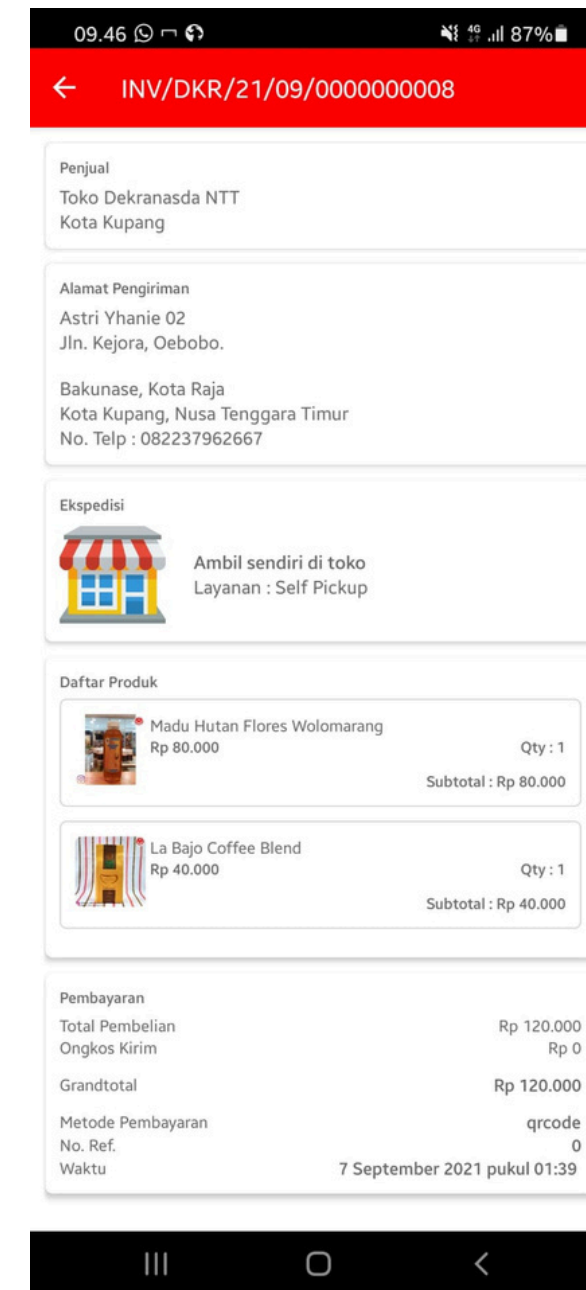 09.46
4G
87%
INV/DKR/21/09/0000000008
Penjual
Toko Dekranasda NTT
Kota Kupang
Alamat Pengiriman
Astri Yhanie 02
Jln. Kejora, Oebobo.
Bakunase, Kota Raja
Kota Kupang, Nusa Tenggara Timur
No. Telp : 082237962667
Ekspedisi
Ambil sendiri di toko
Layanan : Self Pickup
Daftar Produk
Madu Hutan Flores Wolomarang
Rp 80.000 Qty : 1
Subtotal : Rp 80.000
La Bajo Coffee Blend
Rp 40.000 Qty : 1
Subtotal : Rp 40.000
Pembayaran
Total Pembelian Rp 120.000
Ongkos Kirim Rp 0
Grandtotal Rp 120.000
Metode Pembayaran qrcode
No. Ref. 0
Waktu 7 September 2021 pukul 01:39